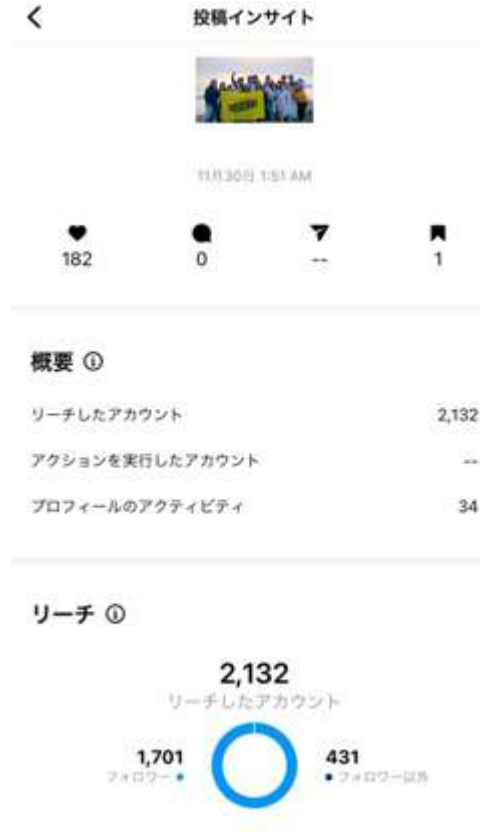 投稿インサイト
11月30日 1:51 AM
182 0 -- 1
概要
リーチしたアカウント 2,132
アクションを実行したアカウント --
プロフィールのアクティビティ 34
リーチ
2,132
リーチしたアカウント
1,701 431
フォロワー フォロワー以外